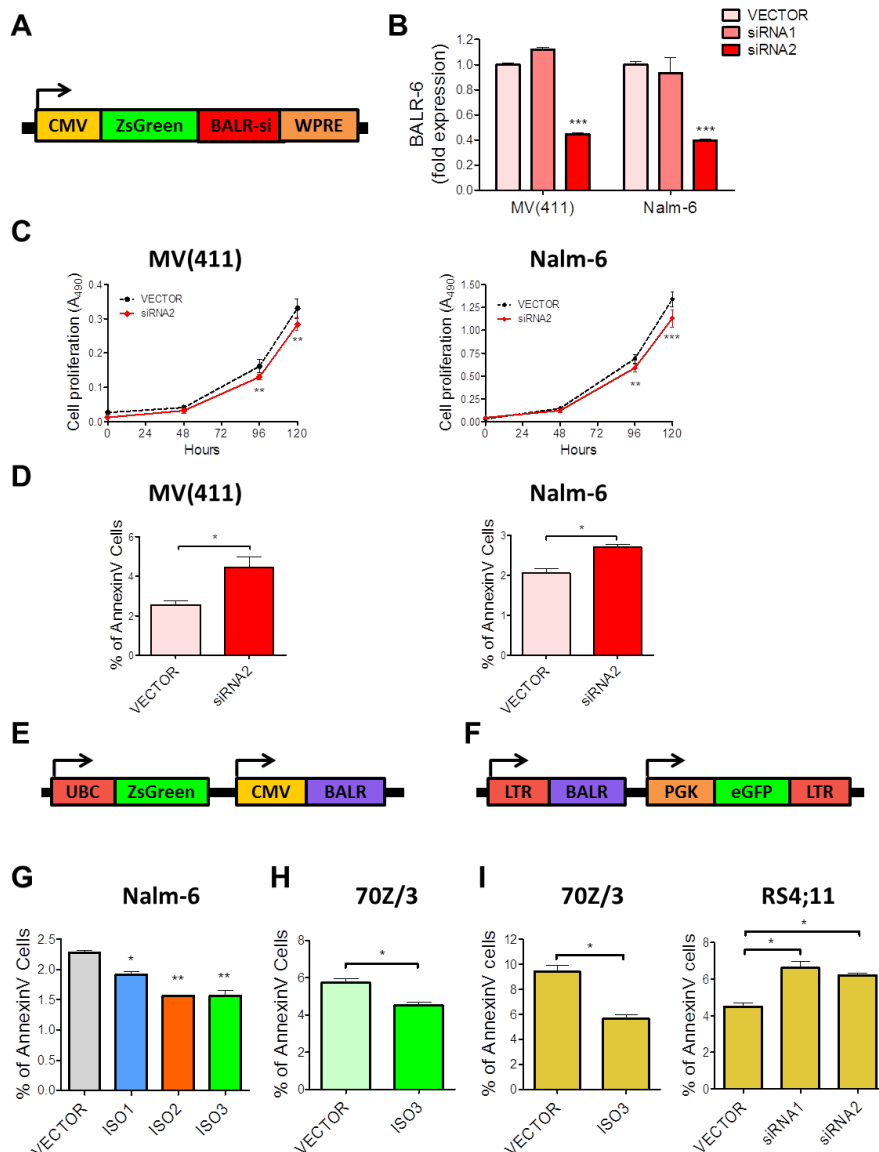 A
CMV ZsGreen BALR-si WPRE
B
VECTOR
siRNA1
siRNA2
BALR-6
(fold expression)
1.2
1.0
0.8
0.6
0.4
0.2
0.0
*** ***
MV(411) Nalm-6
C
MV(411)
Cell proliferation (A490)
0.4
0.3
0.2
0.1
0.0
VECTOR
siRNA2
**
**
0 24 48 72 96 120
Hours
Nalm-6
Cell proliferation (A490)
1.50
1.25
1.00
0.75
0.50
0.25
0.00
VECTOR
siRNA2
***
**
0 24 48 72 96 120
Hours
D
MV(411)
% of AnnexinV Cells
6
4
2
0
*
VECTOR siRNA2
Nalm-6
% of AnnexinV Cells
3
2
1
0
*
VECTOR siRNA2
E
UBC ZsGreen CMV BALR
F
LTR BALR PGK eGFP LTR
G
Nalm-6
% of AnnexinV Cells
2.5
2.0
1.5
1.0
0.5
0.0
* ** **
VECTOR ISO1 ISO2 ISO3
H
70Z/3
% of AnnexinV Cells
8
6
4
2
0
*
VECTOR ISO3
I
70Z/3
% of AnnexinV Cells
12
10
8
6
4
2
0
*
VECTOR ISO3
RS4;11
% of AnnexinV Cells
8
6
4
2
0
*
*
VECTOR siRNA1 siRNA2